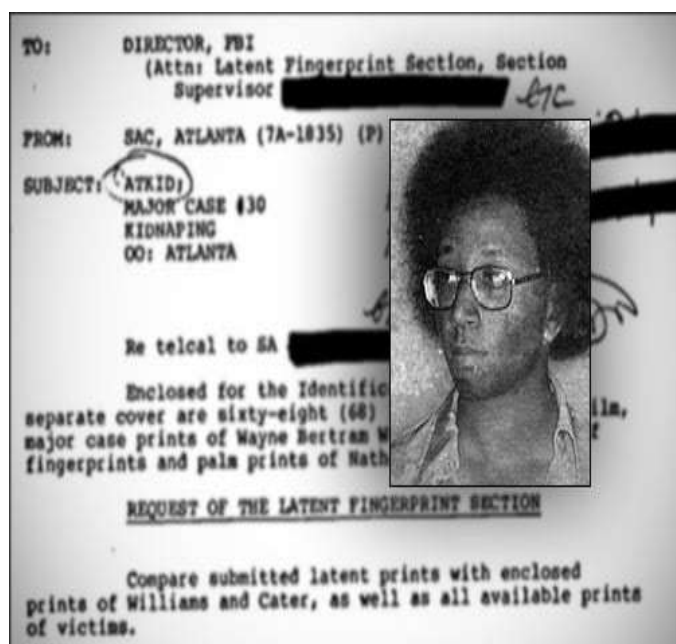 TO: DIRECTOR, FBI
(Attn: Latent Fingerprint Section, Section
Supervisor
FROM: SAC, ATLANTA (7A-1835) (P)
SUBJECT: ATKID;
MAJOR CASE #30
KIDNAPING
OO: ATLANTA
Re telcal to SA
Enclosed for the Identific
separate cover are sixty-eight (68) ilm,
major case prints of Wayne Bertram W f
fingerprints and palm prints of Nath
REQUEST OF THE LATENT FINGERPRINT SECTION
Compare submitted latent prints with enclosed
prints of Williams and Cater, as well as all available prints
of victims.